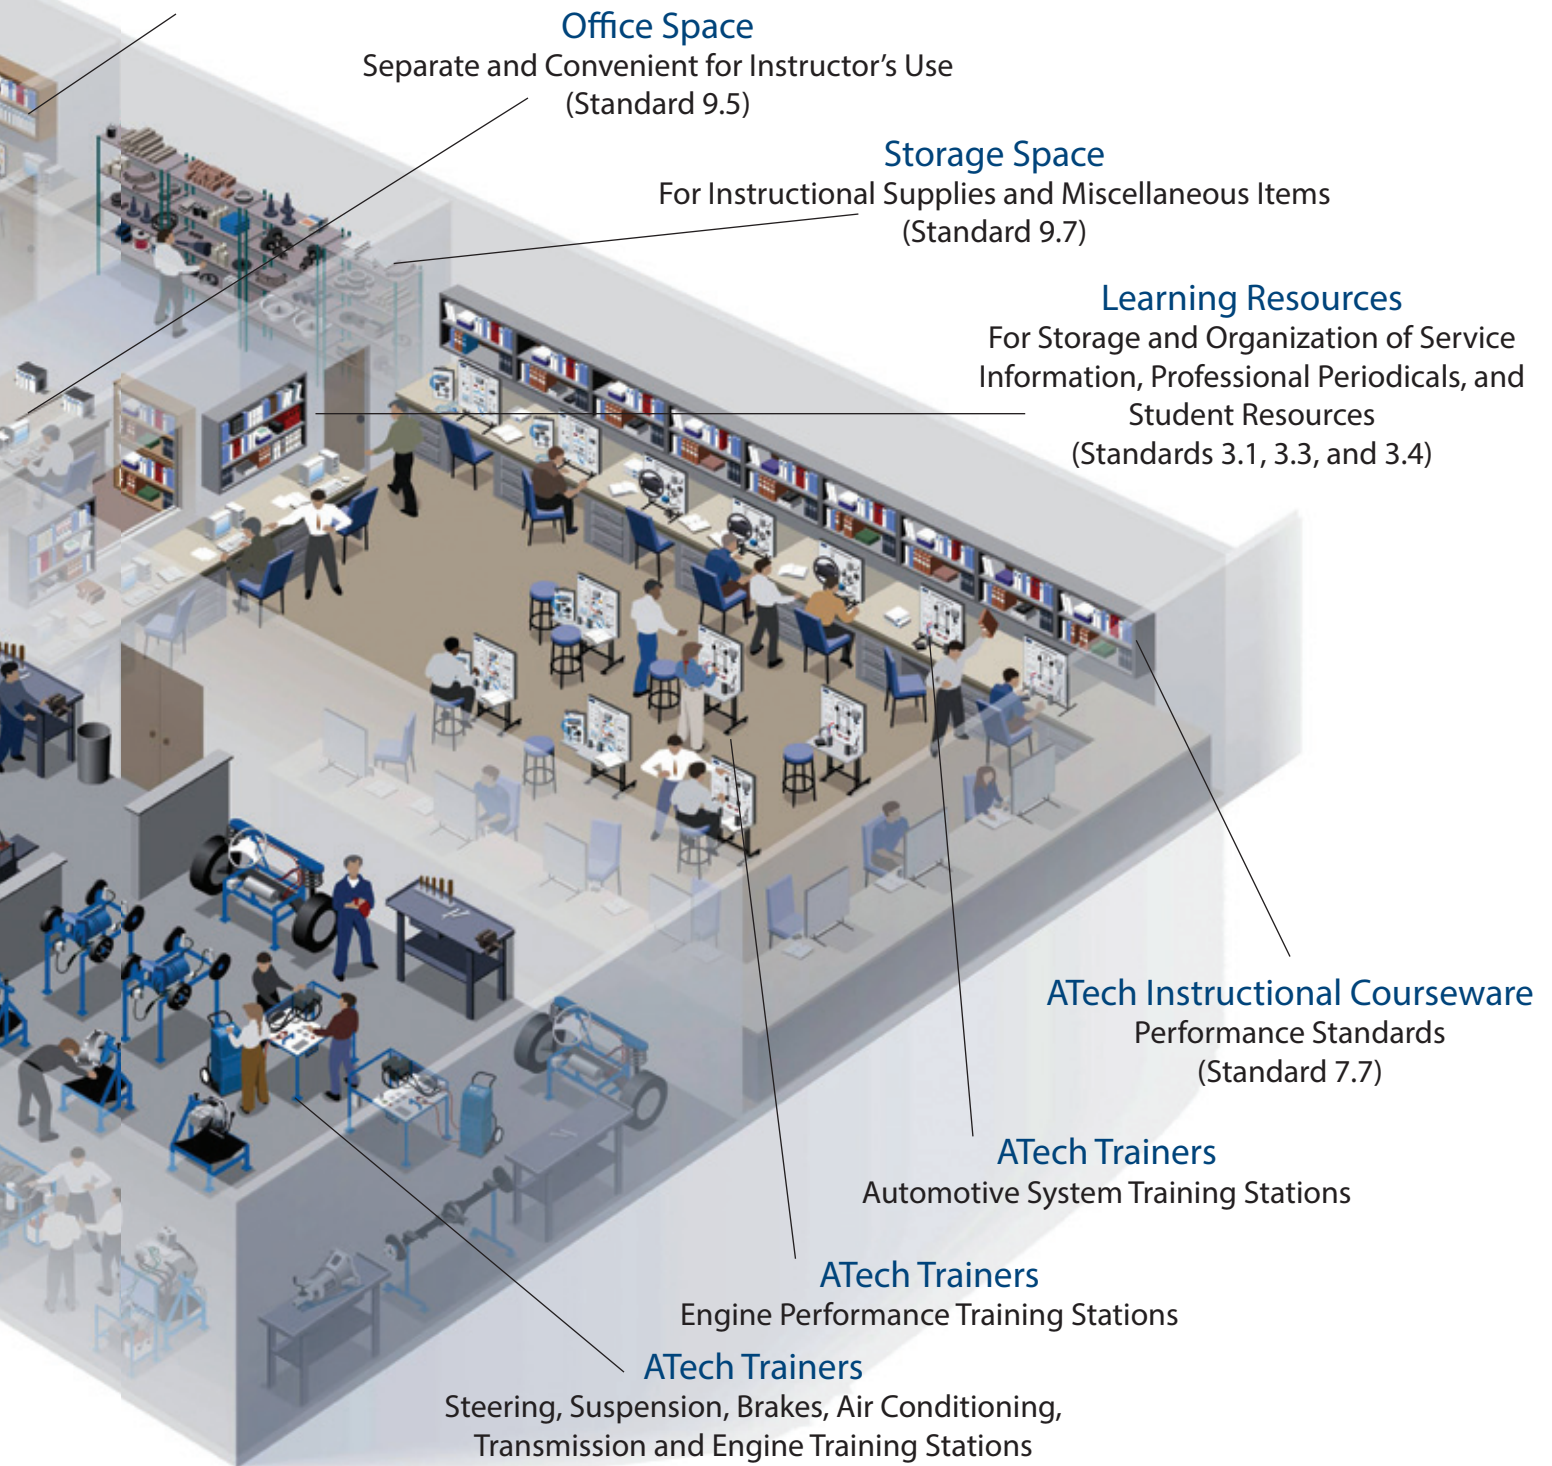 Office Space
Separate and Convenient for Instructor’s Use
(Standard 9.5)
Storage Space
For Instructional Supplies and Miscellaneous Items
(Standard 9.7)
Learning Resources
For Storage and Organization of Service
Information, Professional Periodicals, and
Student Resources
(Standards 3.1, 3.3, and 3.4)
ATech Instructional Courseware
Performance Standards
(Standard 7.7)
ATech Trainers
Automotive System Training Stations
ATech Trainers
Engine Performance Training Stations
ATech Trainers
Steering, Suspension, Brakes, Air Conditioning,
Transmission and Engine Training Stations